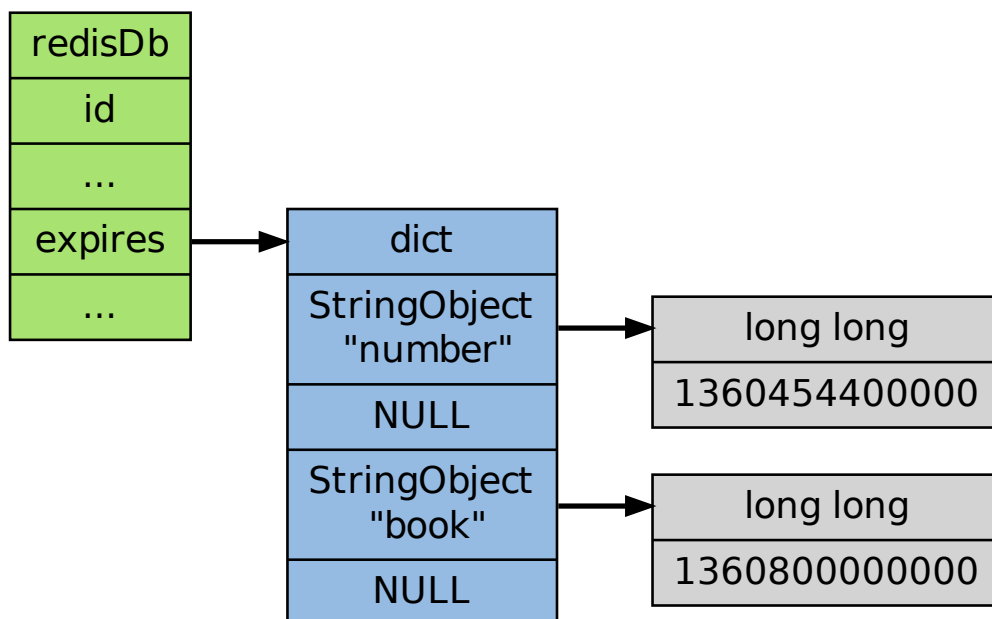 redisDb
id
...
expires
...
dict
StringObject
"number"
NULL
StringObject
"book"
NULL
long long
1360454400000
long long
1360800000000